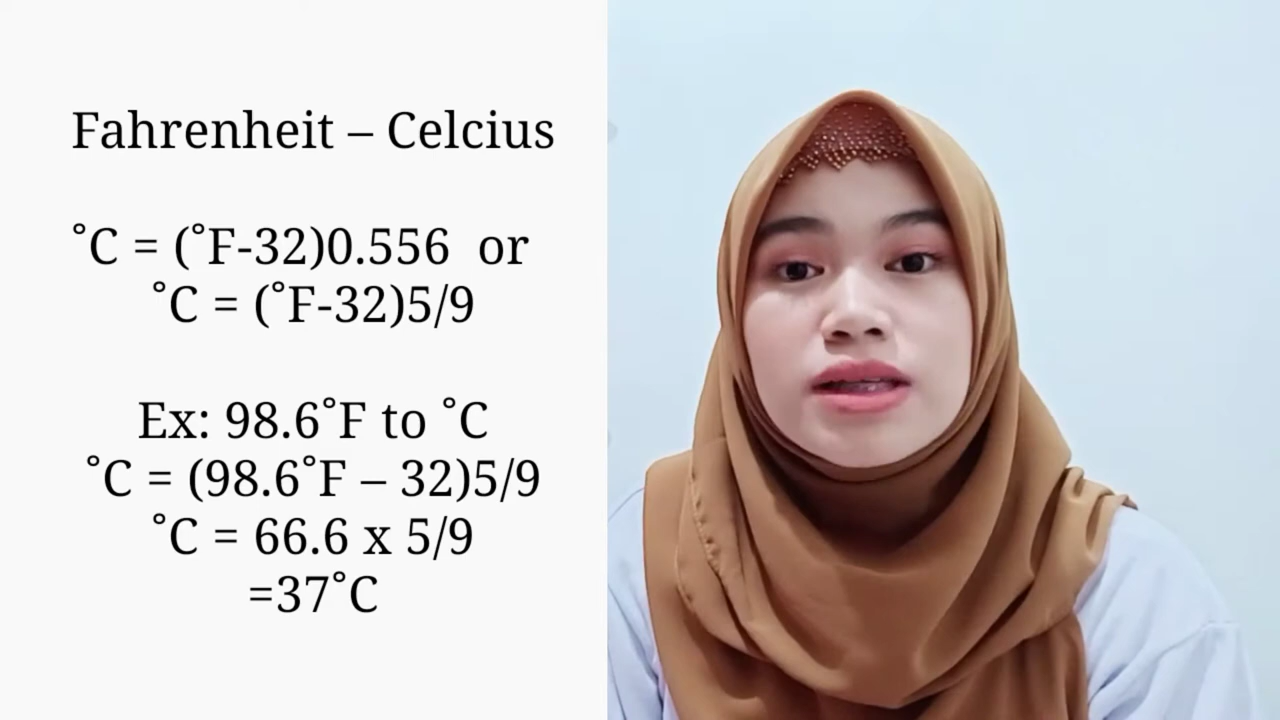 Fahrenheit – Celcius
˚C = (˚F-32)0.556  or
˚C = (˚F-32)5/9
Ex: 98.6˚F to ˚C
˚C = (98.6˚F – 32)5/9
˚C = 66.6 x 5/9
=37˚C